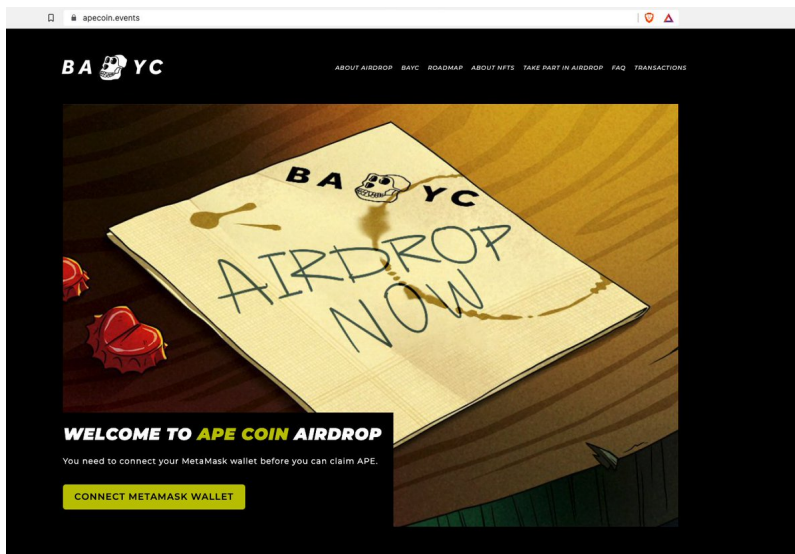 apecoin.events
BA YC
ABOUT AIRDROP BAYC ROADMAP ABOUT NFTS TAKE PART IN AIRDROP FAQ TRANSACTIONS
BA YC
AIRDROP
NOW
WELCOME TO APE COIN AIRDROP
You need to connect your MetaMask wallet before you can claim APE.
CONNECT METAMASK WALLET